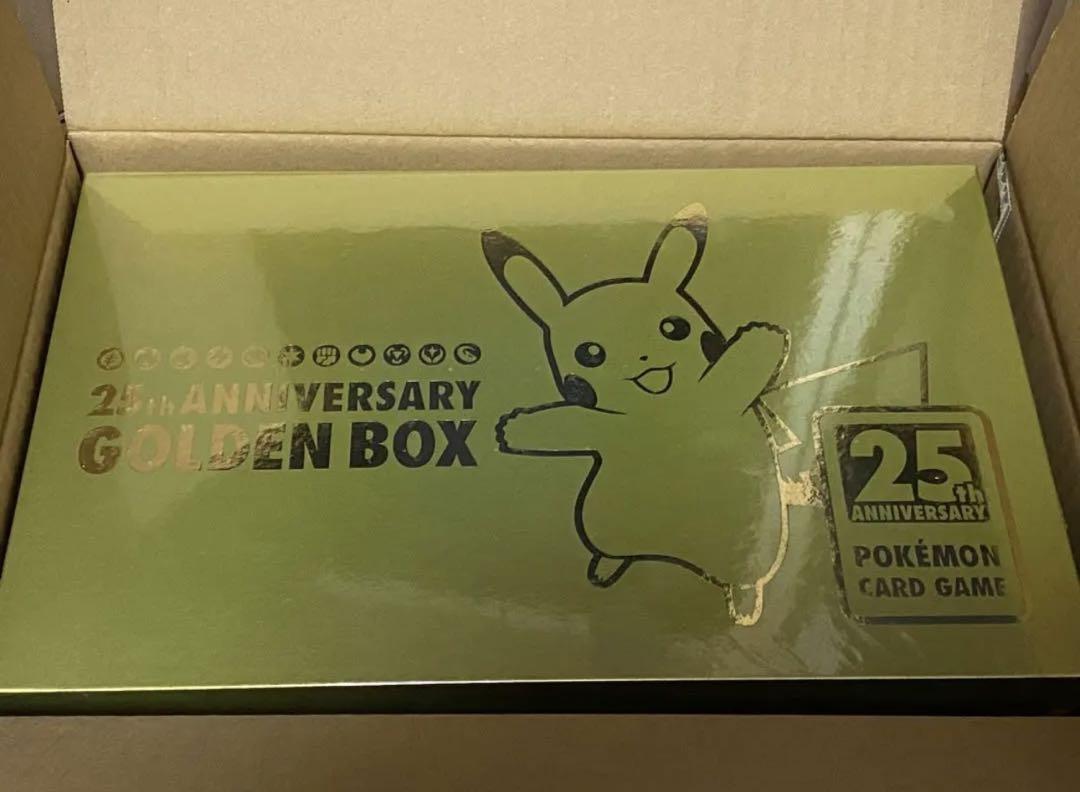 25th ANNIVERSARY
GOLDEN BOX
25th
ANNIVERSARY
POKÉMON
CARD GAME